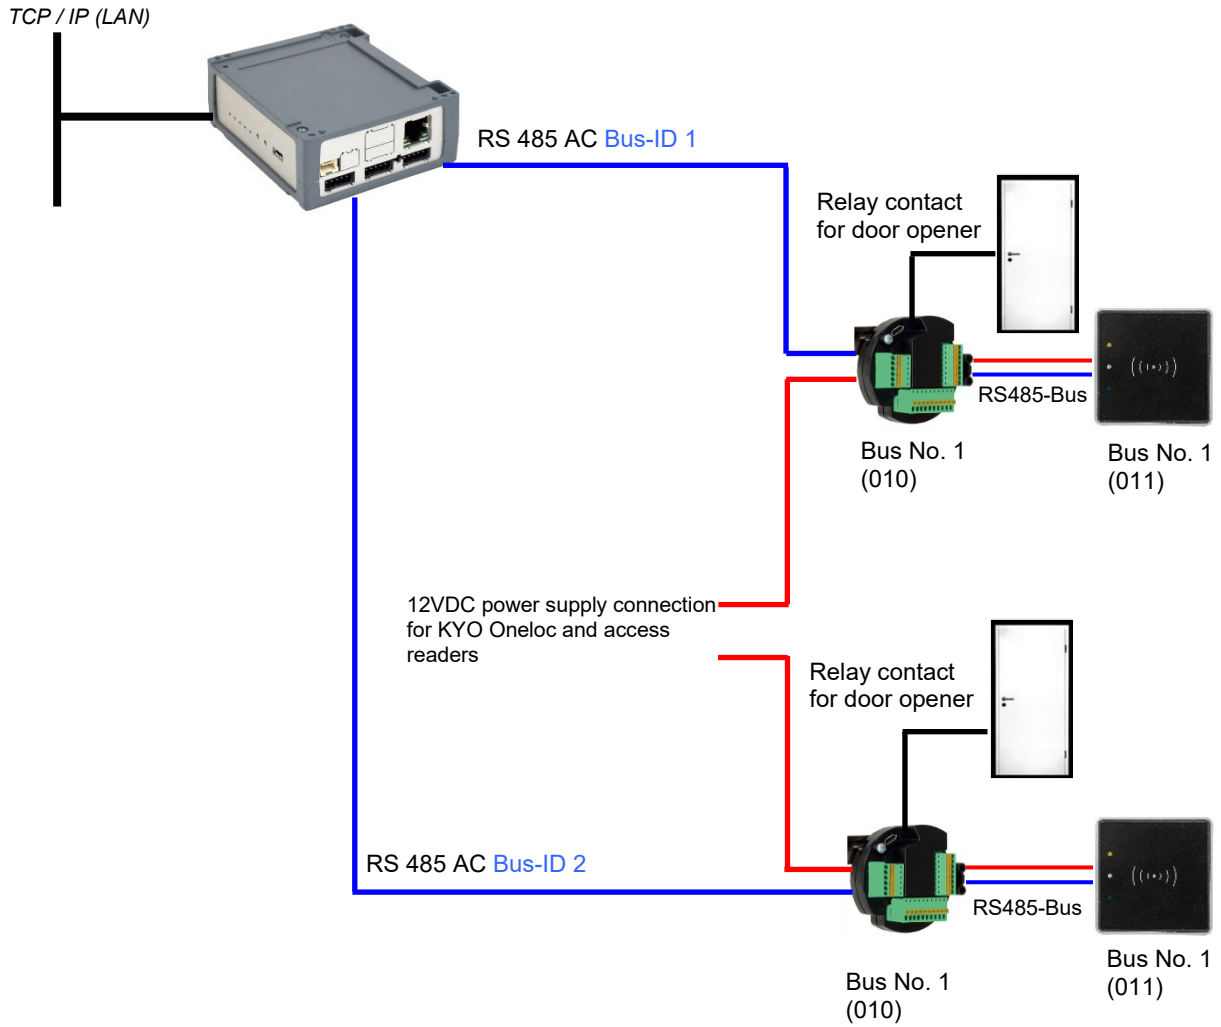 TCP / IP (LAN)
RS 485 AC Bus-ID 1
Relay contact
for door opener
RS485-Bus
Bus No. 1
(010)
Bus No. 1
(011)
12VDC power supply connection
for KYO Oneloc and access
readers
Relay contact
for door opener
RS 485 AC Bus-ID 2
RS485-Bus
Bus No. 1
(010)
Bus No. 1
(011)